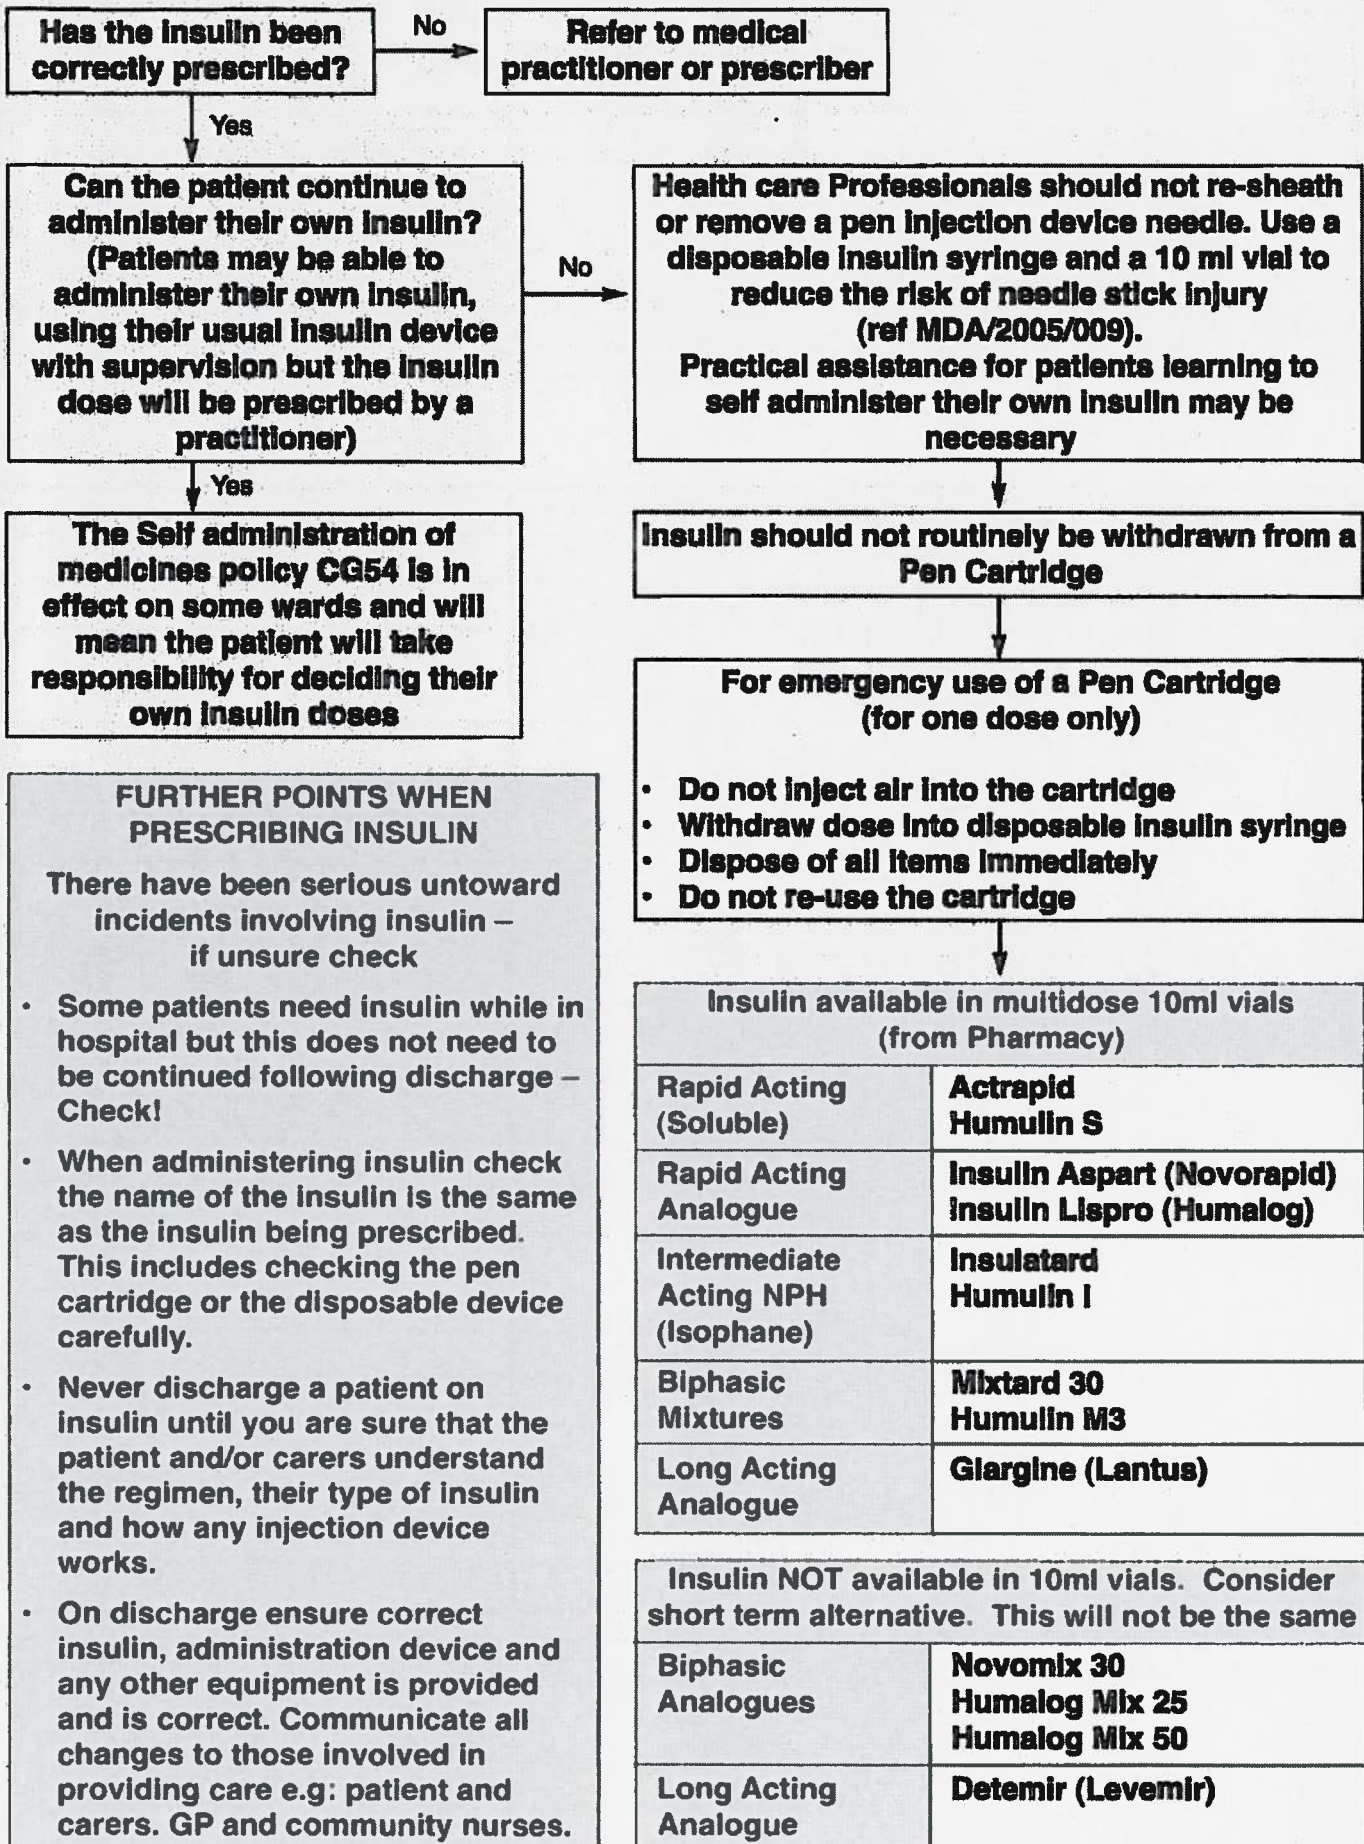 Has the insulin been
correctly prescribed?
No
Refer to medical
practitioner or prescriber
Yes
Can the patient continue to
administer their own insulin?
(Patients may be able to
administer their own insulin,
using their usual insulin device
with supervision but the insulin
dose will be prescribed by a
practitioner)
No
Health care Professionals should not re-sheath
or remove a pen injection device needle. Use a
disposable insulin syringe and a 10 ml vial to
reduce the risk of needle stick injury
(ref MDA/2005/009).
Practical assistance for patients learning to
self administer their own insulin may be
necessary
Yes
The Self administration of
medicines policy CG54 is in
effect on some wards and will
mean the patient will take
responsibility for deciding their
own insulin doses
Insulin should not routinely be withdrawn from a
Pen Cartridge
For emergency use of a Pen Cartridge
(for one dose only)
• Do not inject air into the cartridge
• Withdraw dose into disposable insulin syringe
• Dispose of all items immediately
• Do not re-use the cartridge
FURTHER POINTS WHEN
PRESCRIBING INSULIN
There have been serious untoward
incidents involving insulin –
if unsure check
• Some patients need insulin while in
hospital but this does not need to
be continued following discharge –
Check!
• When administering insulin check
the name of the insulin is the same
as the insulin being prescribed.
This includes checking the pen
cartridge or the disposable device
carefully.
• Never discharge a patient on
insulin until you are sure that the
patient and/or carers understand
the regimen, their type of insulin
and how any injection device
works.
• On discharge ensure correct
insulin, administration device and
any other equipment is provided
and is correct. Communicate all
changes to those involved in
providing care e.g: patient and
carers. GP and community nurses.
Insulin available in multidose 10ml vials
(from Pharmacy)
Rapid Acting Actrapid
(Soluble) Humulin S
Rapid Acting Insulin Aspart (Novorapid)
Analogue Insulin Lispro (Humalog)
Intermediate Insulatard
Acting NPH Humulin I
(Isophane)
Biphasic Mixtard 30
Mixtures Humulin M3
Long Acting Glargine (Lantus)
Analogue
Insulin NOT available in 10ml vials. Consider
short term alternative. This will not be the same
Biphasic Novomix 30
Analogues Humalog Mix 25
Humalog Mix 50
Long Acting Detemir (Levemir)
Analogue